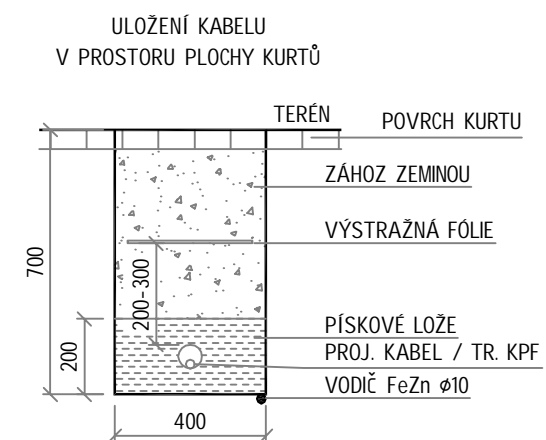 ULOŽENÍ KABELU
V PROSTORU PLOCHY KURTŮ
TERÉN
POVRCH KURTU
ZÁHOZ ZEMINOU
VÝSTRAŽNÁ FÓLIE
700
200-300
200
PÍSKOVÉ LOŽE
PROJ. KABEL / TR. KPF
VODIČ FeZn ø10
400